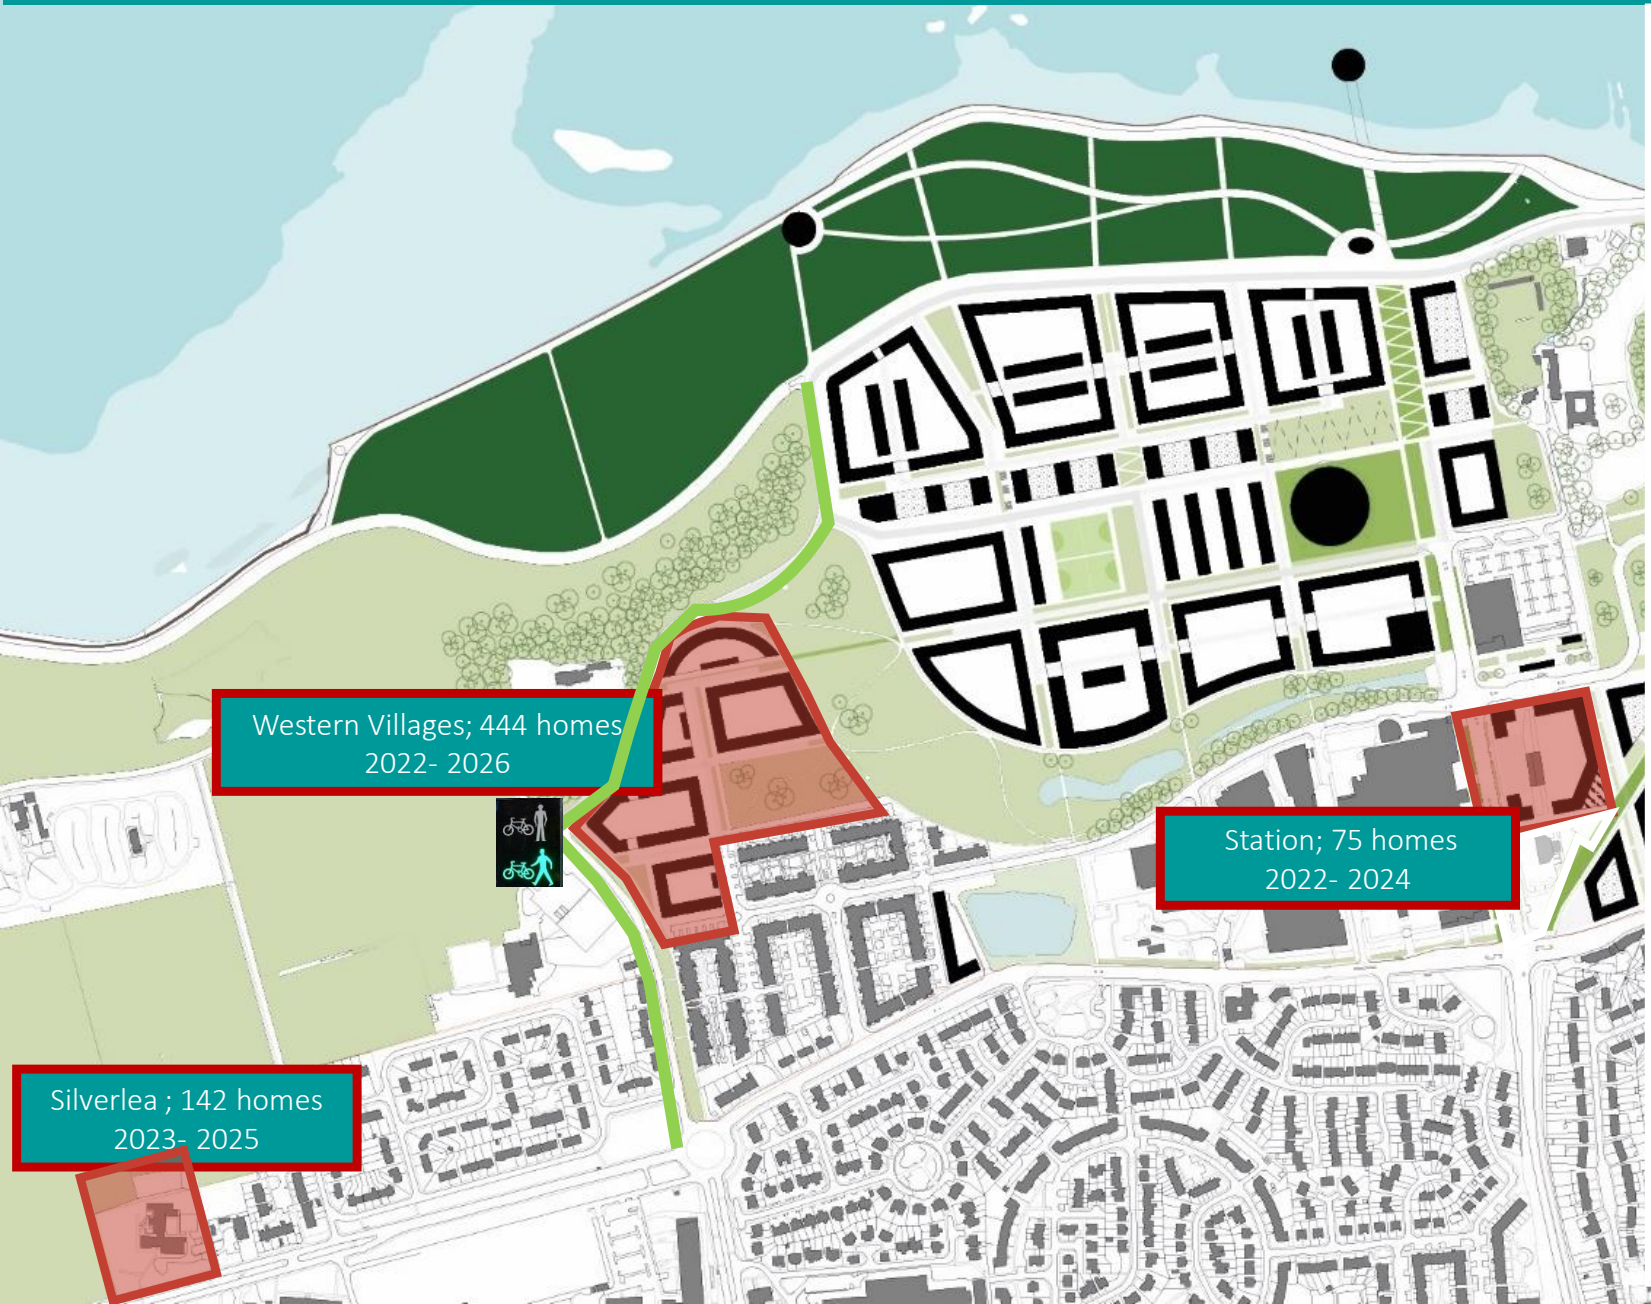 Western Villages; 444 homes
2022- 2026
Station; 75 homes
2022- 2024
Silverlea ; 142 homes
2023- 2025